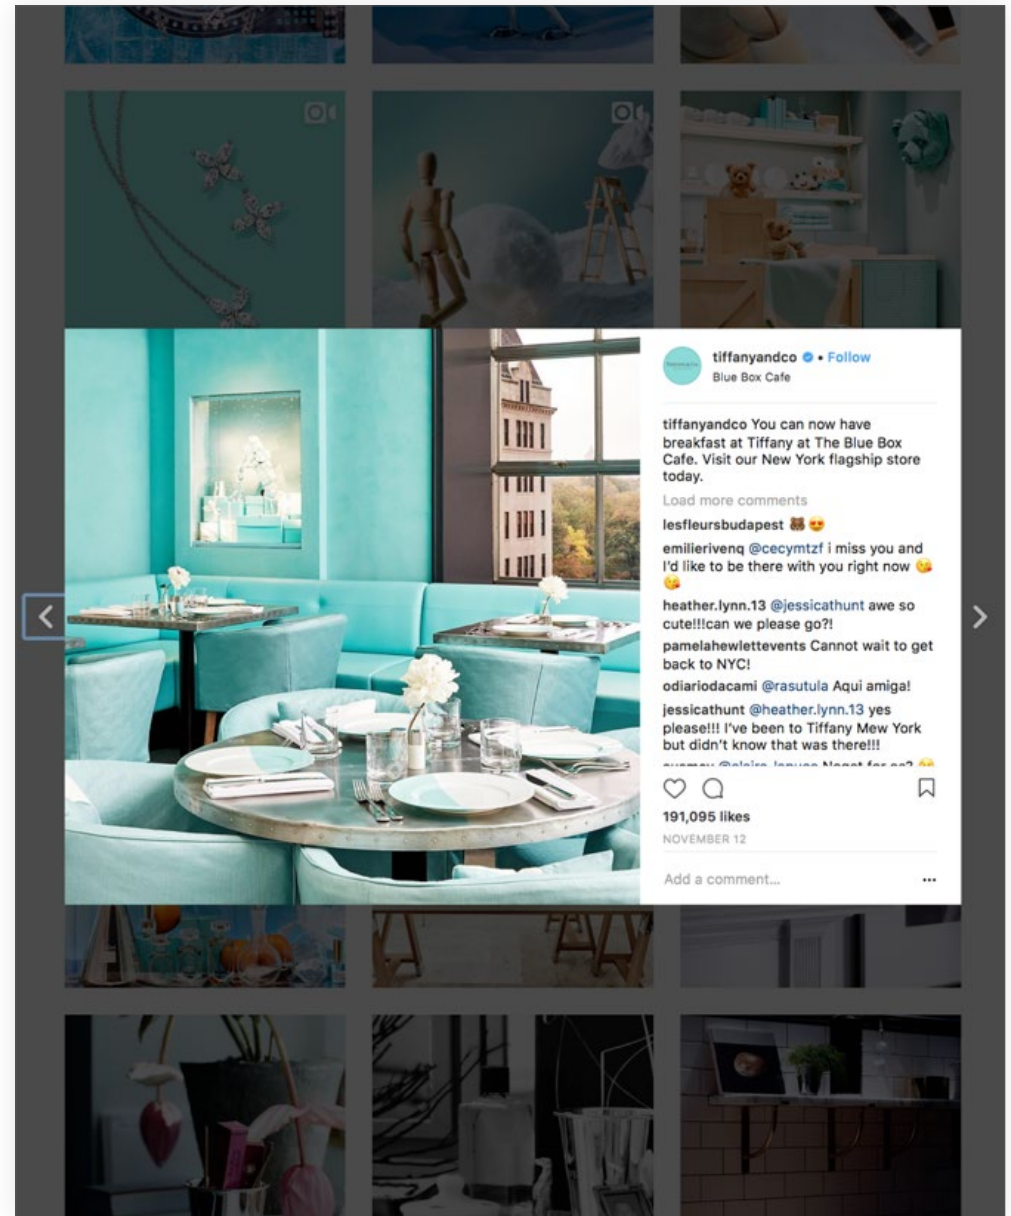 tiffanyandco • Follow
Blue Box Cafe
tiffanyandco You can now have
breakfast at Tiffany at The Blue Box
Cafe. Visit our New York flagship store
today.
Load more comments
lesfleursbudapest 🐻 😍
emilierivenq @cecymtzf i miss you and
I'd like to be there with you right now 😘
😘
heather.lynn.13 @jessicathunt awe so
cute!!!can we please go?!
pamelahewlettevents Cannot wait to get
back to NYC!
odiariodacami @rasutula Aqui amiga!
jessicathunt @heather.lynn.13 yes
please!!! I've been to Tiffany Mew York
but didn't know that was there!!!
191,095 likes
NOVEMBER 12
Add a comment...